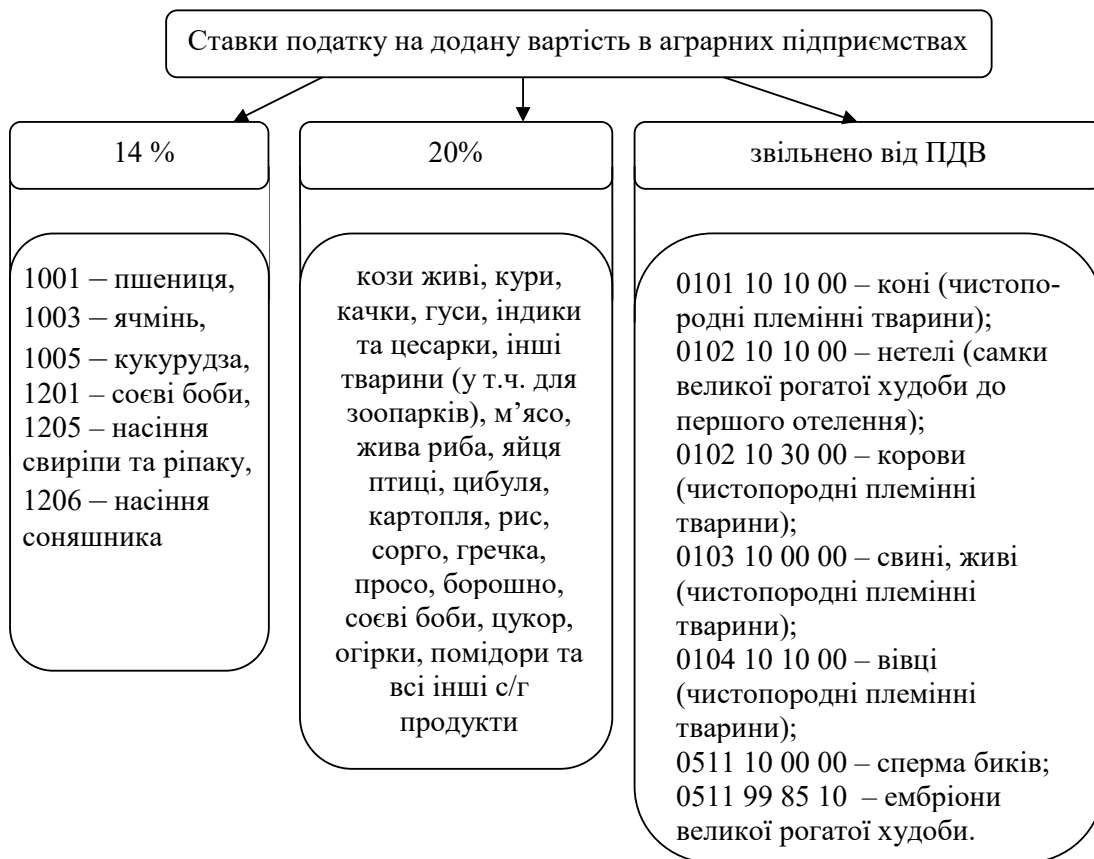 Ставки податку на додану вартість в аграрних підприємствах
14 %
1001 – пшениця,
1003 – ячмінь,
1005 – кукурудза,
1201 – соєві боби,
1205 – насіння
свиріпи та ріпаку,
1206 – насіння
соняшника
20%
кози живі, кури,
качки, гуси, індики
та цесарки, інші
тварини (у т.ч. для
зоопарків), м’ясо,
жива риба, яйця
птиці, цибуля,
картопля, рис,
сорго, гречка,
просо, борошно,
соєві боби, цукор,
огірки, помідори та
всі інші с/г
продукти
звільнено від ПДВ
0101 10 10 00 – коні (чистопо-
родні племінні тварини);
0102 10 10 00 – нетелі (самки
великої рогатої худоби до
першого отелення);
0102 10 30 00 – корови
(чистопородні племінні
тварини);
0103 10 00 00 – свині, живі
(чистопородні племінні
тварини);
0104 10 10 00 – вівці
(чистопородні племінні
тварини);
0511 10 00 00 – сперма биків;
0511 99 85 10 – ембріони
великої рогатої худоби.